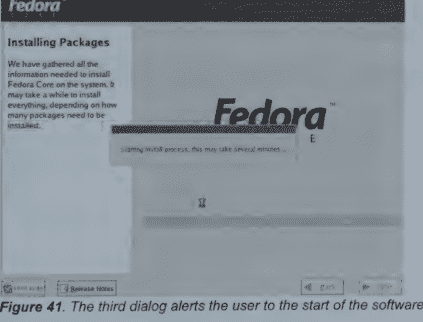 Fedora
Installing Packages
We have gathered all the
information needed to install
Fedora Core on the system. It
may take a while to install
everything, depending on how
many packages need to be
installed.
Fedora™
E
Starting install process, this may take several minutes...
Release Notes
Back
Figure 41. The third dialog alerts the user to the start of the software